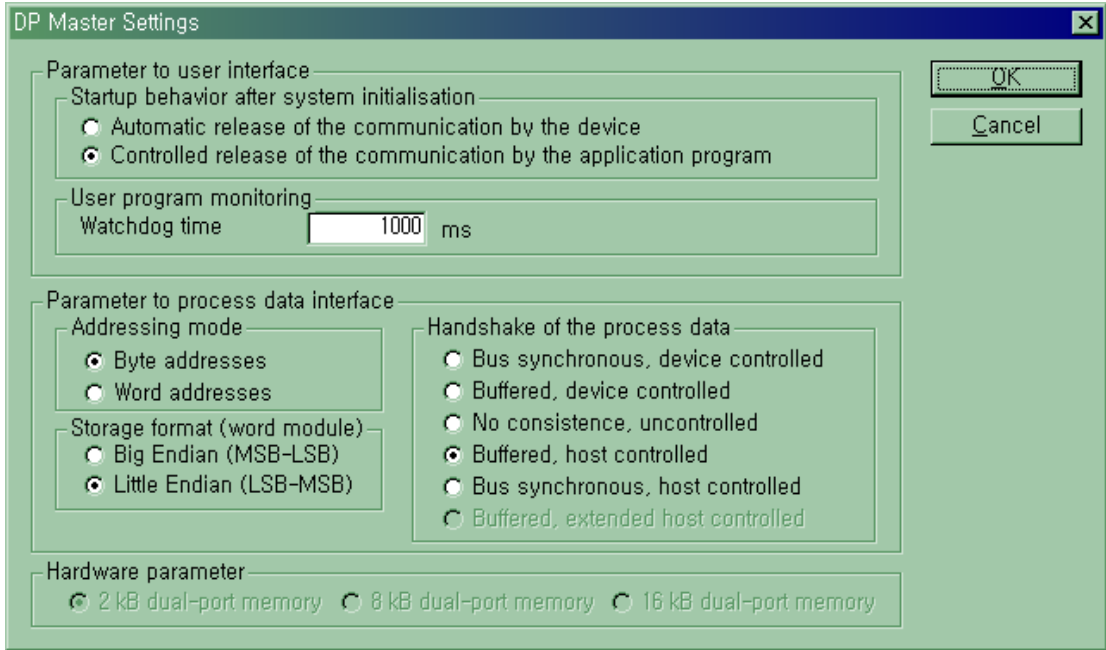 DP Master Settings
Parameter to user interface
Startup behavior after system initialisation
Automatic release of the communication by the device
Controlled release of the communication by the application program
User program monitoring
Watchdog time 1000 ms
OK
Cancel
Parameter to process data interface
Addressing mode
Byte addresses
Word addresses
Storage format (word module)
Big Endian (MSB-LSB)
Little Endian (LSB-MSB)
Handshake of the process data
Bus synchronous, device controlled
Buffered, device controlled
No consistence, uncontrolled
Buffered, host controlled
Bus synchronous, host controlled
Buffered, extended host controlled
Hardware parameter
2 kB dual-port memory 8 kB dual-port memory 16 kB dual-port memory